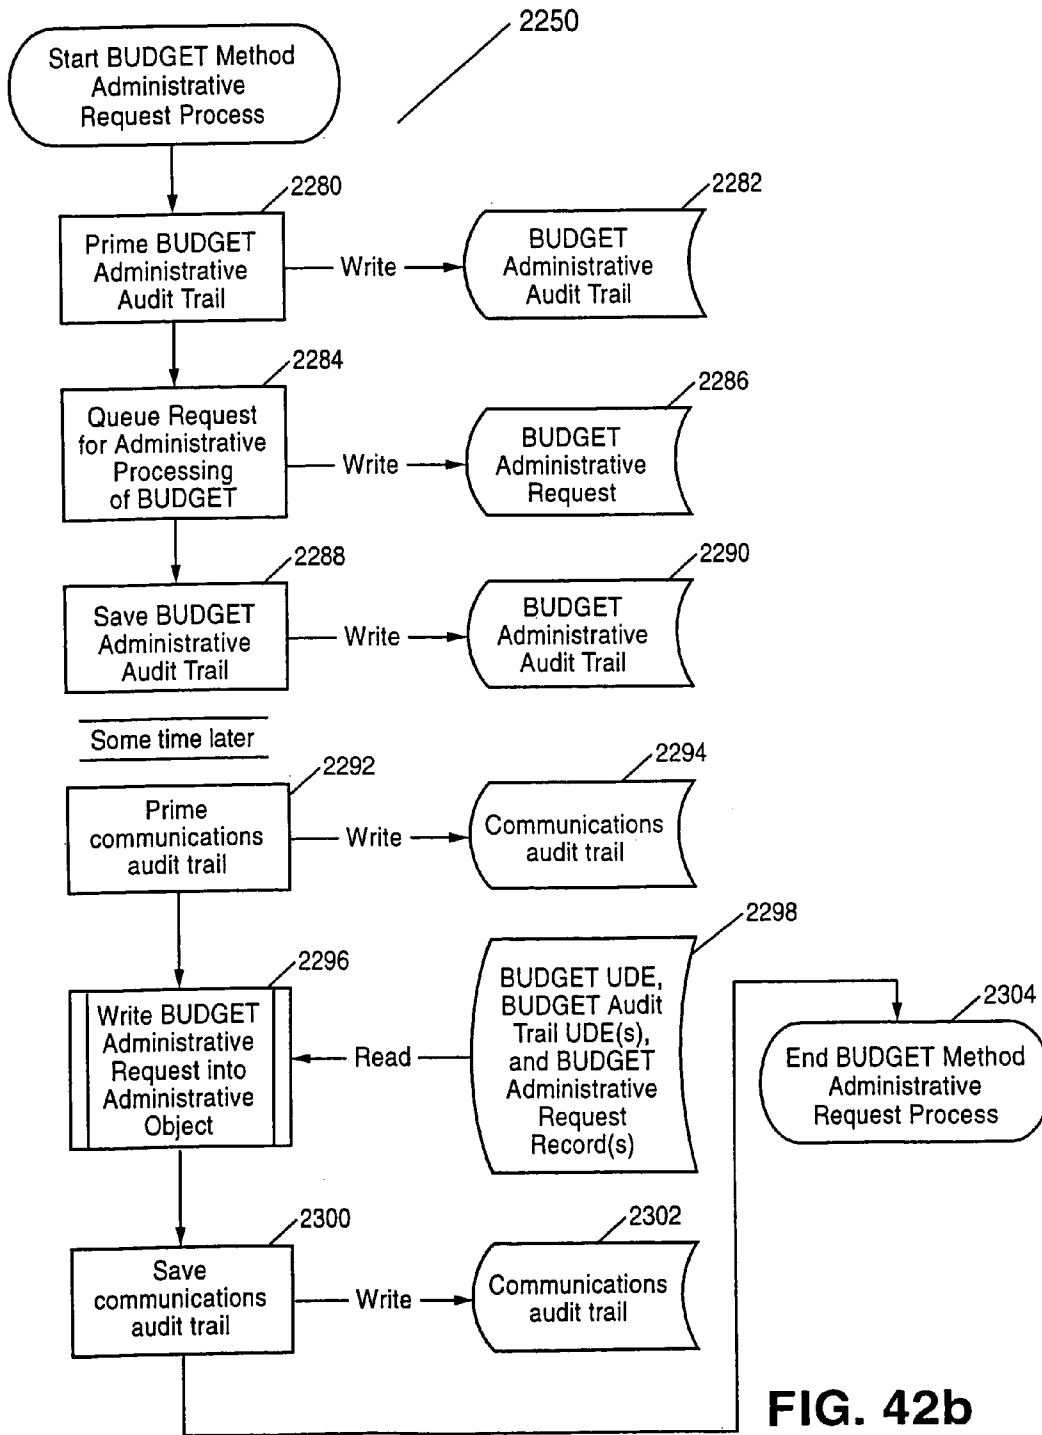 2250
Start BUDGET Method
Administrative
Request Process
2280
Prime BUDGET
Administrative
Audit Trail
Write
2282
BUDGET
Administrative
Audit Trail
2284
Queue Request
for Administrative
Processing
of BUDGET
Write
2286
BUDGET
Administrative
Request
2288
Save BUDGET
Administrative
Audit Trail
Write
2290
BUDGET
Administrative
Audit Trail
Some time later
2292
Prime
communications
audit trail
Write
2294
Communications
audit trail
2296
Write BUDGET
Administrative
Request into
Administrative
Object
Read
2298
BUDGET UDE,
BUDGET Audit
Trail UDE(s),
and BUDGET
Administrative
Request
Record(s)
2300
Save
communications
audit trail
Write
2302
Communications
audit trail
2304
End BUDGET Method
Administrative
Request Process
FIG. 42b